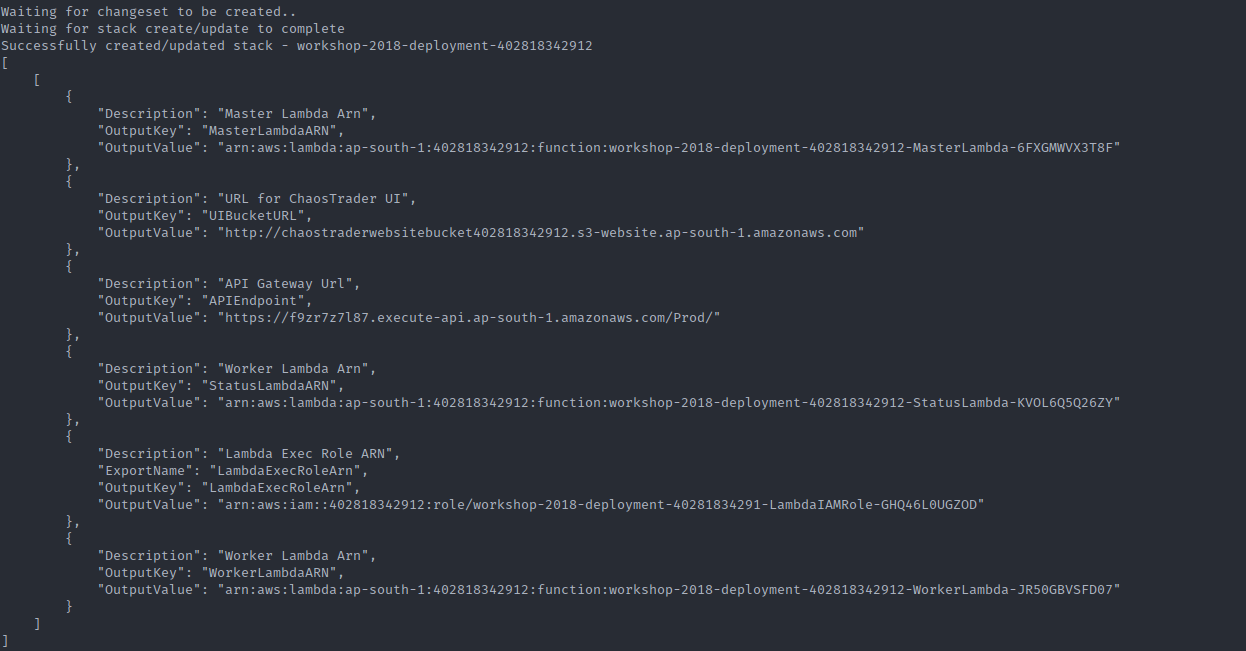 Waiting for changeset to be created..
Waiting for stack create/update to complete
Successfully created/updated stack - workshop-2018-deployment-402818342912
[
    [
        {
            "Description": "Master Lambda Arn",
            "OutputKey": "MasterLambdaARN",
            "OutputValue": "arn:aws:lambda:ap-south-1:402818342912:function:workshop-2018-deployment-402818342912-MasterLambda-6FXGMWVX3T8F"
        },
        {
            "Description": "URL for ChaosTrader UI",
            "OutputKey": "UIBucketURL",
            "OutputValue": "http://chaostraderwebsitebucket402818342912.s3-website.ap-south-1.amazonaws.com"
        },
        {
            "Description": "API Gateway Url",
            "OutputKey": "APIEndpoint",
            "OutputValue": "https://f9zr7z7l87.execute-api.ap-south-1.amazonaws.com/Prod/"
        },
        {
            "Description": "Worker Lambda Arn",
            "OutputKey": "StatusLambdaARN",
            "OutputValue": "arn:aws:lambda:ap-south-1:402818342912:function:workshop-2018-deployment-402818342912-StatusLambda-KVOL6Q5Q26ZY"
        },
        {
            "Description": "Lambda Exec Role ARN",
            "ExportName": "LambdaExecRoleArn",
            "OutputKey": "LambdaExecRoleArn",
            "OutputValue": "arn:aws:iam::402818342912:role/workshop-2018-deployment-40281834291-LambdaIAMRole-GHQ46L0UGZOD"
        },
        {
            "Description": "Worker Lambda Arn",
            "OutputKey": "WorkerLambdaARN",
            "OutputValue": "arn:aws:lambda:ap-south-1:402818342912:function:workshop-2018-deployment-402818342912-WorkerLambda-JR50GBVSFD07"
        }
    ]
]